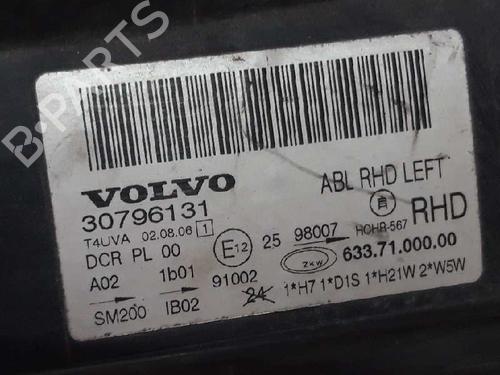 B-PARTS
VOLVO
ABL RHD LEFT
30796131
RHD
T4UVA 02.08.06 1
HCHR-567
DCR PL 00
E12
25 98007
ZKW
633.71.000.00
A02 1b01 91002
SM200 IB02
24 1*H7 1*D1S 1*H21W 2*W5W